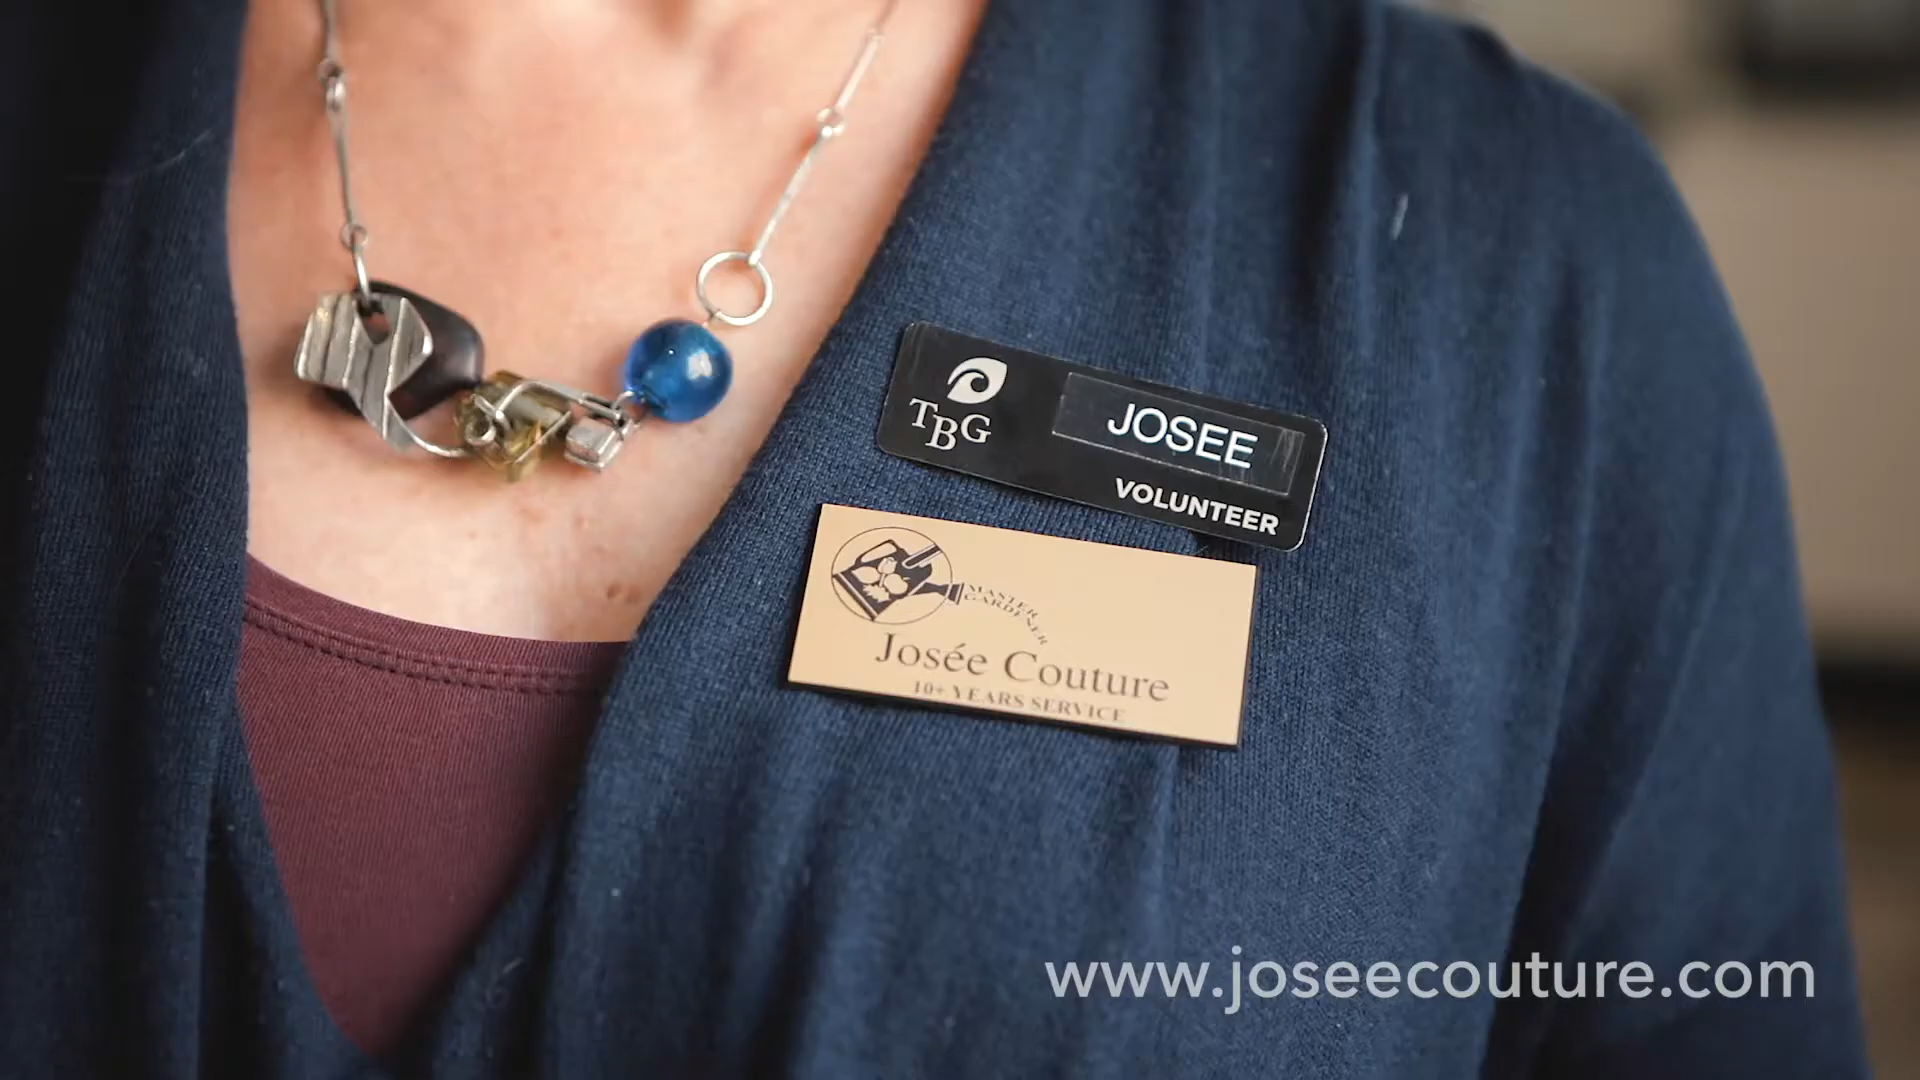 TBG
JOSEE
VOLUNTEER
MASTER
GARDENER
Josée Couture
10+ YEARS SERVICE
www.joseecouture.com